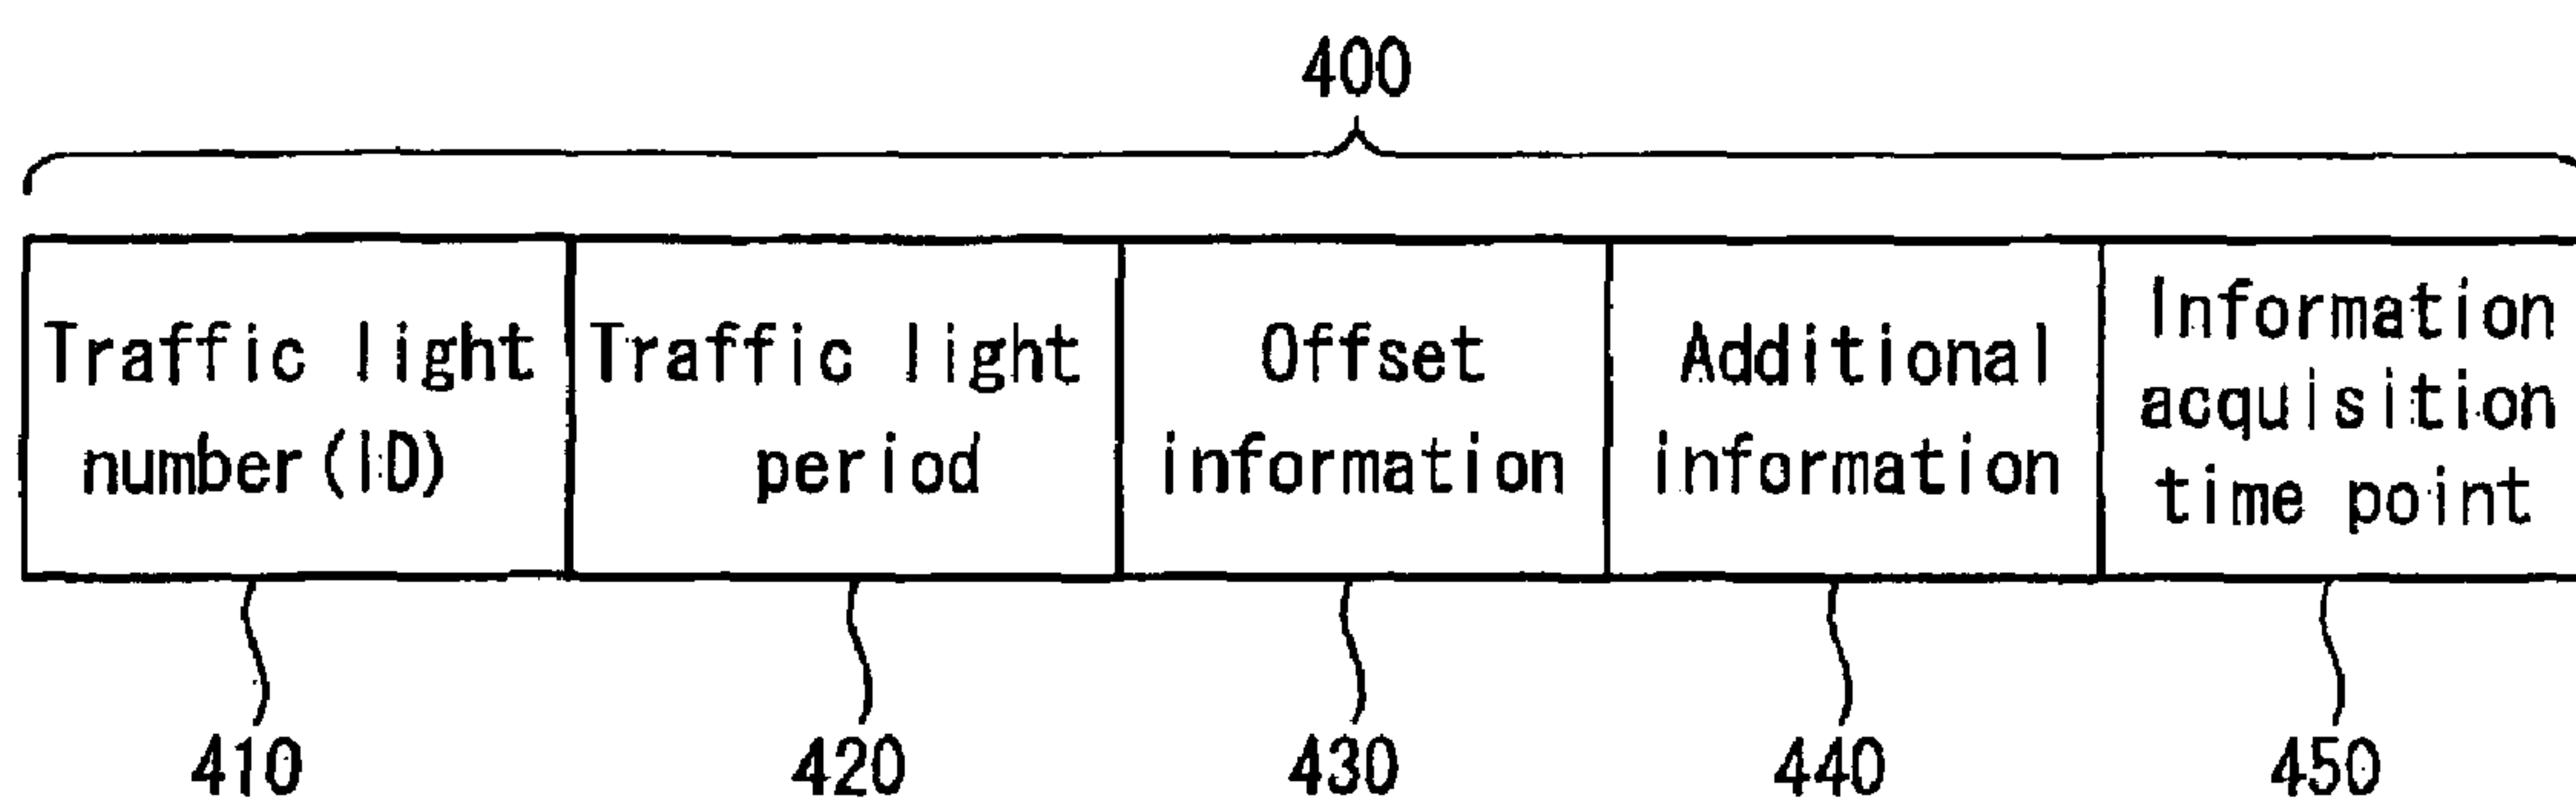 400
Traffic light
number(ID)
Traffic light
period
Offset
information
Additional
information
Information
acquisition
time point
410
420
430
440
450